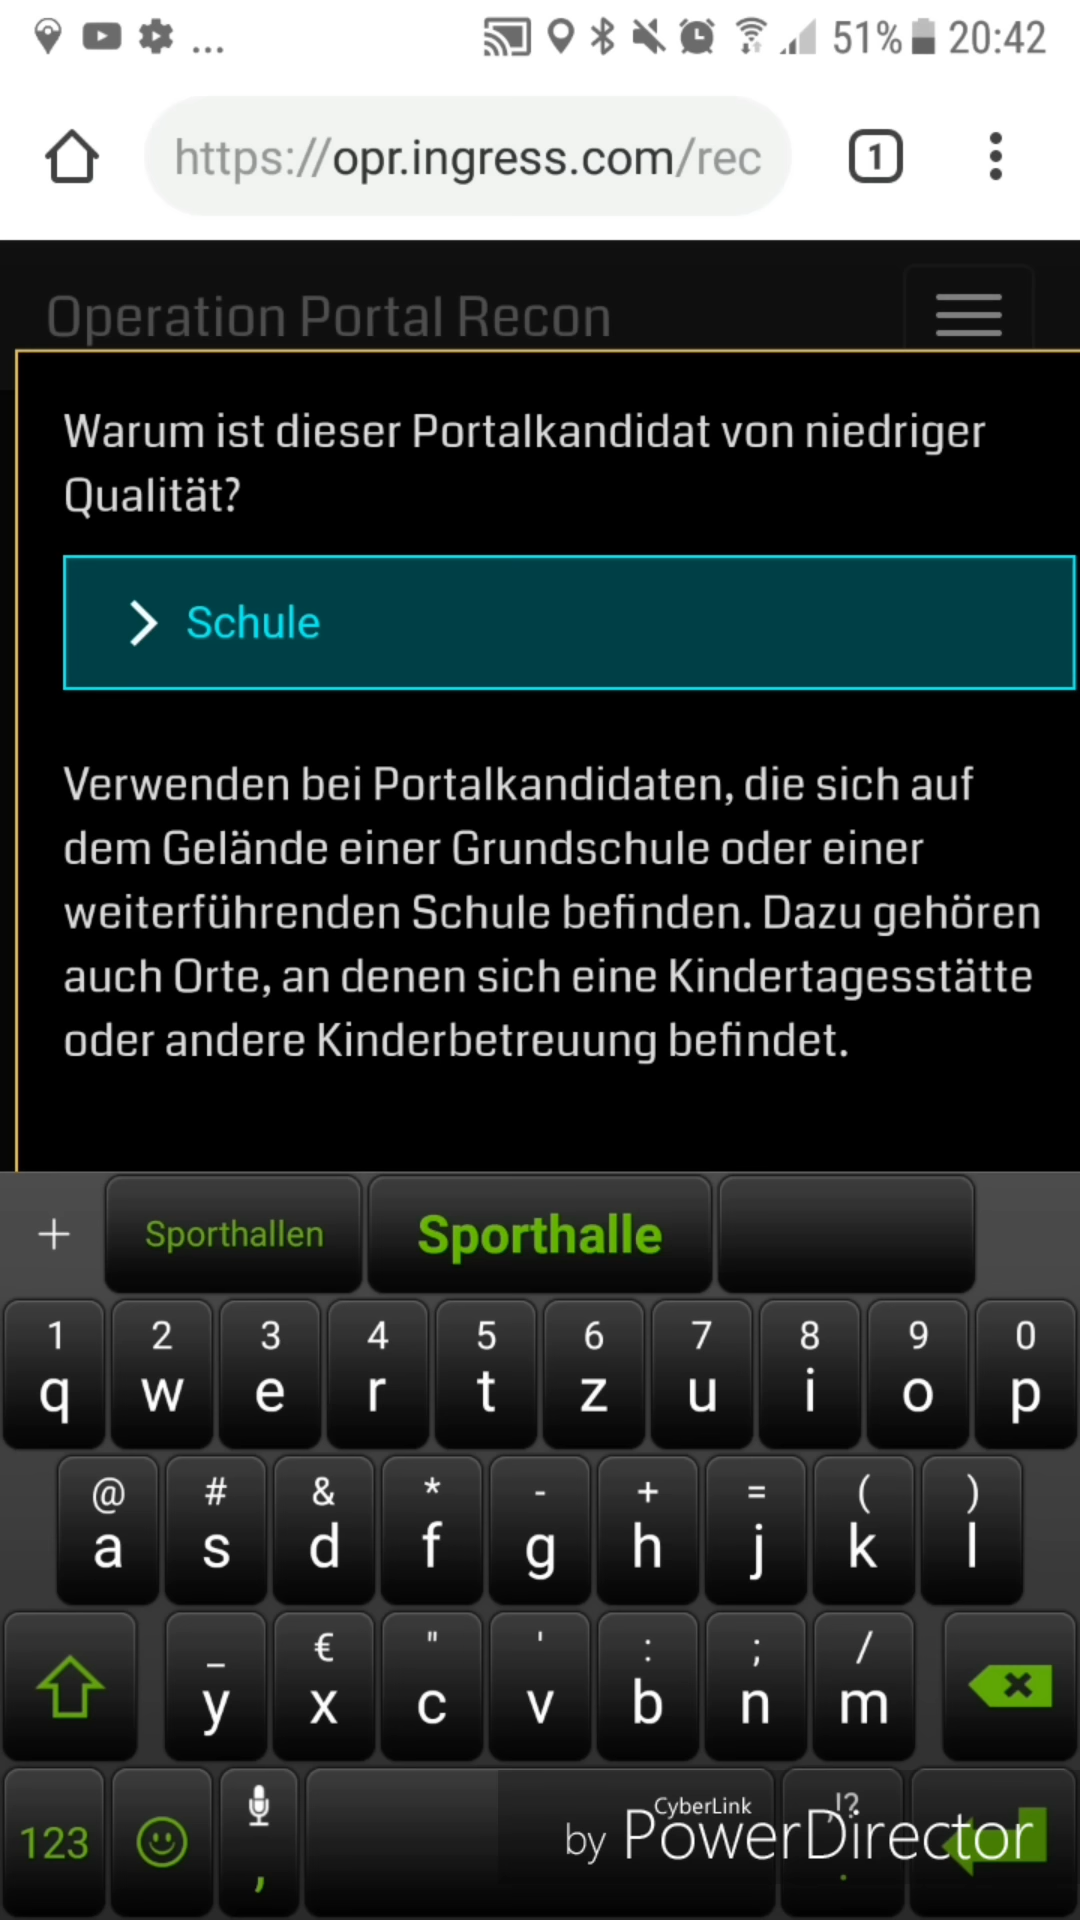 ... 51% 20:42
https://opr.ingress.com/rec 1
Operation Portal Recon
Warum ist dieser Portalkandidat von niedriger
Qualität?
Schule
Verwenden bei Portalkandidaten, die sich auf
dem Gelände einer Grundschule oder einer
weiterführenden Schule befinden. Dazu gehören
auch Orte, an denen sich eine Kindertagesstätte
oder andere Kinderbetreuung befindet.
+ Sporthallen Sporthalle
1 2 3 4 5 6 7 8 9 0
q w e r t z u i o p
@ # & * - + = ( )
a s d f g h j k l
_ € " ' : ; /
y x c v b n m
123 , !? .
CyberLink
by PowerDirector